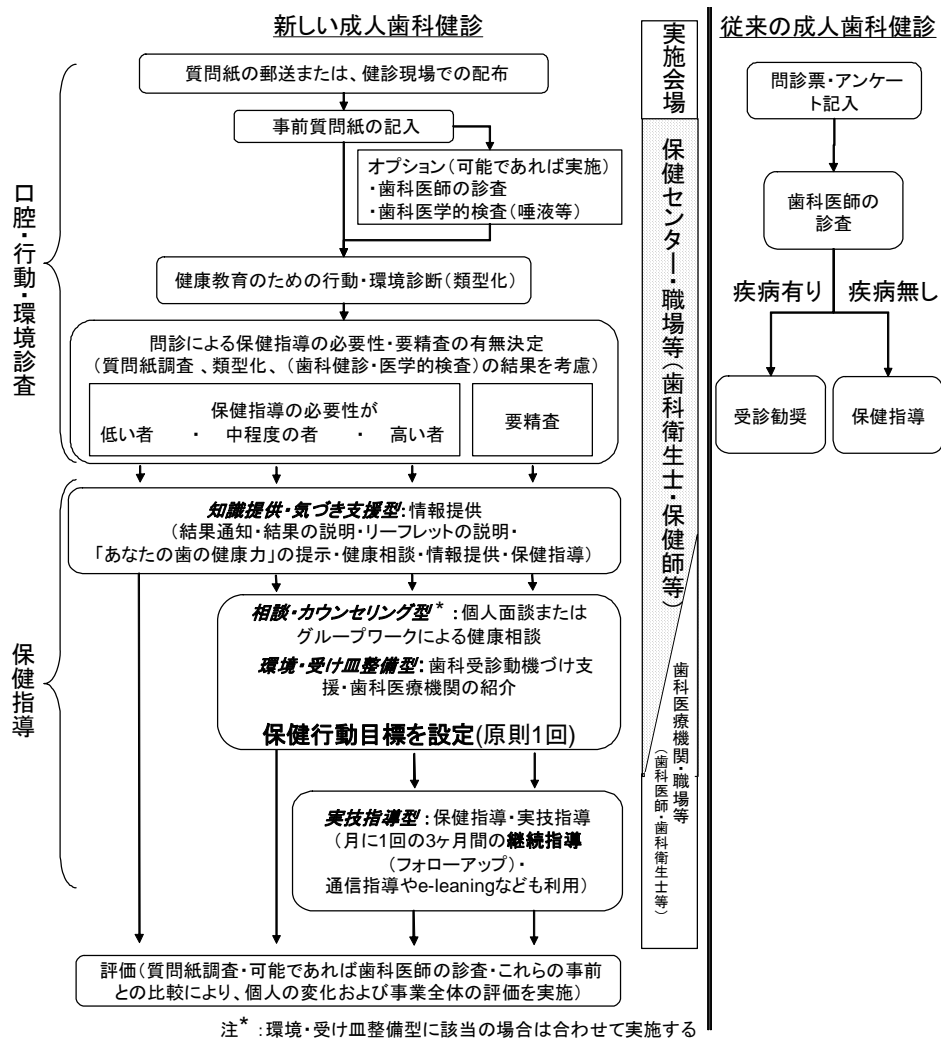 新しい成人歯科健診
質問紙の郵送または、健診現場での配布
事前質問紙の記入
オプション(可能であれば実施)
・歯科医師の診査
・歯科医学的検査(唾液等)
健康教育のための行動・環境診断(類型化)
問診による保健指導の必要性・要精査の有無決定
(質問紙調査、類型化、(歯科健診・医学的検査)の結果を考慮)
保健指導の必要性が
低い者 ・ 中程度の者 ・ 高い者
要精査
口腔・行動・環境診査
知識提供・気づき支援型:情報提供
(結果通知・結果の説明・リーフレットの説明・
「あなたの歯の健康力」の提示・健康相談・情報提供・保健指導)
相談・カウンセリング型*:個人面談または
グループワークによる健康相談
環境・受け皿整備型:歯科受診動機づけ支
援・歯科医療機関の紹介
保健行動目標を設定(原則1回)
実技指導型:保健指導・実技指導
(月に1回の3ヶ月間の継続指導
(フォローアップ)・
通信指導やe-leaningなども利用)
保健指導
評価(質問紙調査・可能であれば歯科医師の診査・これらの事前
との比較により、個人の変化および事業全体の評価を実施)
注*:環境・受け皿整備型に該当の場合は合わせて実施する
実施会場
保健センター・職場等(歯科衛生士・保健師等)
歯科医療機関・職場等
(歯科医師・歯科衛生士等)
従来の成人歯科健診
問診票・アンケー
ト記入
歯科医師の
診査
疾病有り
疾病無し
受診勧奨
保健指導